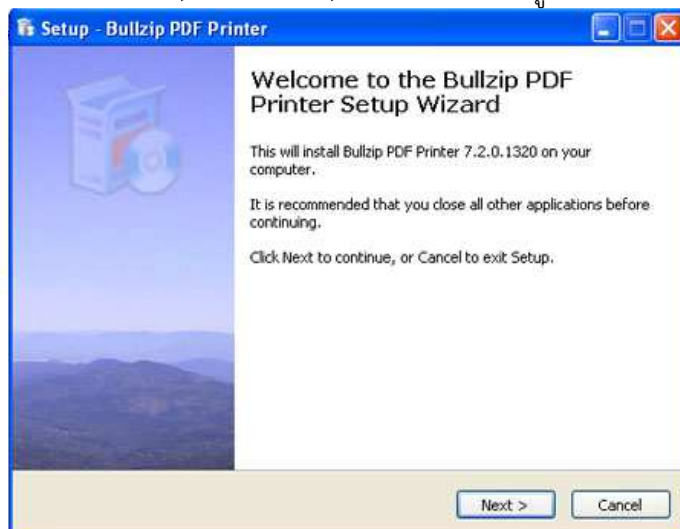 Setup - Bullzip PDF Printer
Welcome to the Bullzip PDF
Printer Setup Wizard
This will install Bullzip PDF Printer 7.2.0.1320 on your
computer.
It is recommended that you close all other applications before
continuing.
Click Next to continue, or Cancel to exit Setup.
Next >
Cancel